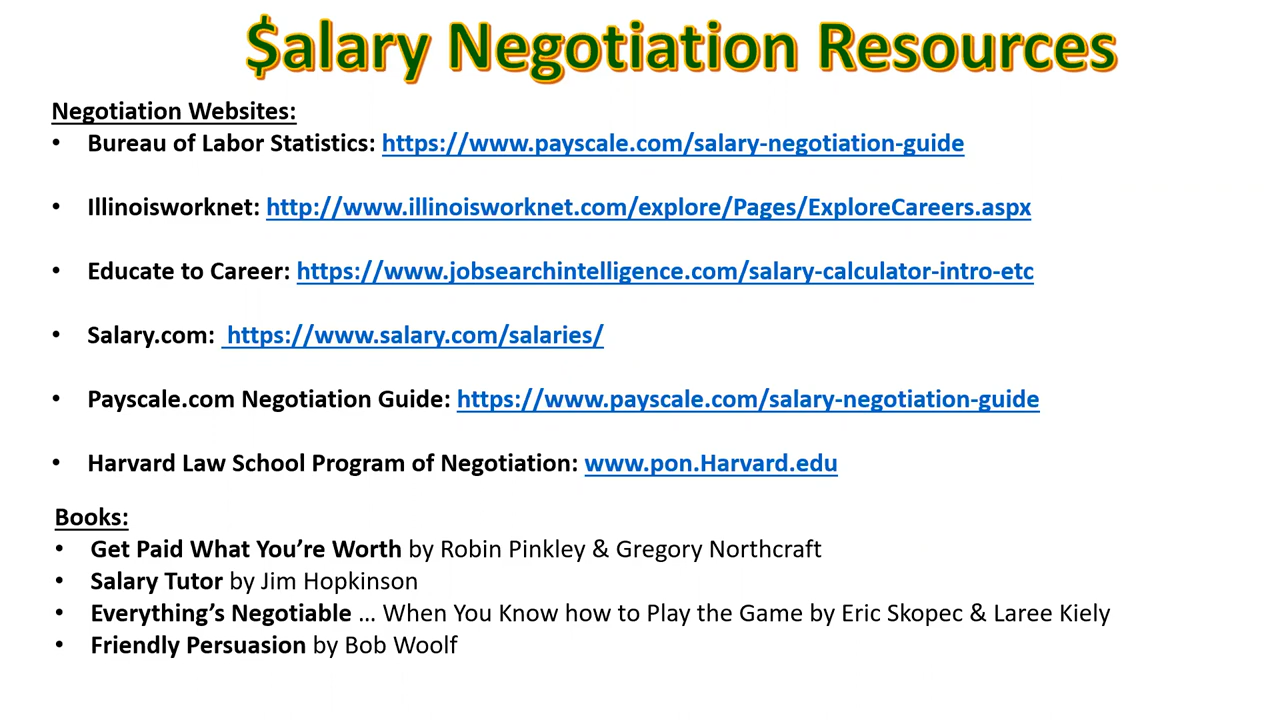 $alary Negotiation Resources
Negotiation Websites:
• Bureau of Labor Statistics: https://www.payscale.com/salary-negotiation-guide
• Illinoisworknet: http://www.illinoisworknet.com/explore/Pages/ExploreCareers.aspx
• Educate to Career: https://www.jobsearchintelligence.com/salary-calculator-intro-etc
• Salary.com: https://www.salary.com/salaries/
• Payscale.com Negotiation Guide: https://www.payscale.com/salary-negotiation-guide
• Harvard Law School Program of Negotiation: www.pon.Harvard.edu
Books:
• Get Paid What You’re Worth by Robin Pinkley & Gregory Northcraft
• Salary Tutor by Jim Hopkinson
• Everything’s Negotiable … When You Know how to Play the Game by Eric Skopec & Laree Kiely
• Friendly Persuasion by Bob Woolf